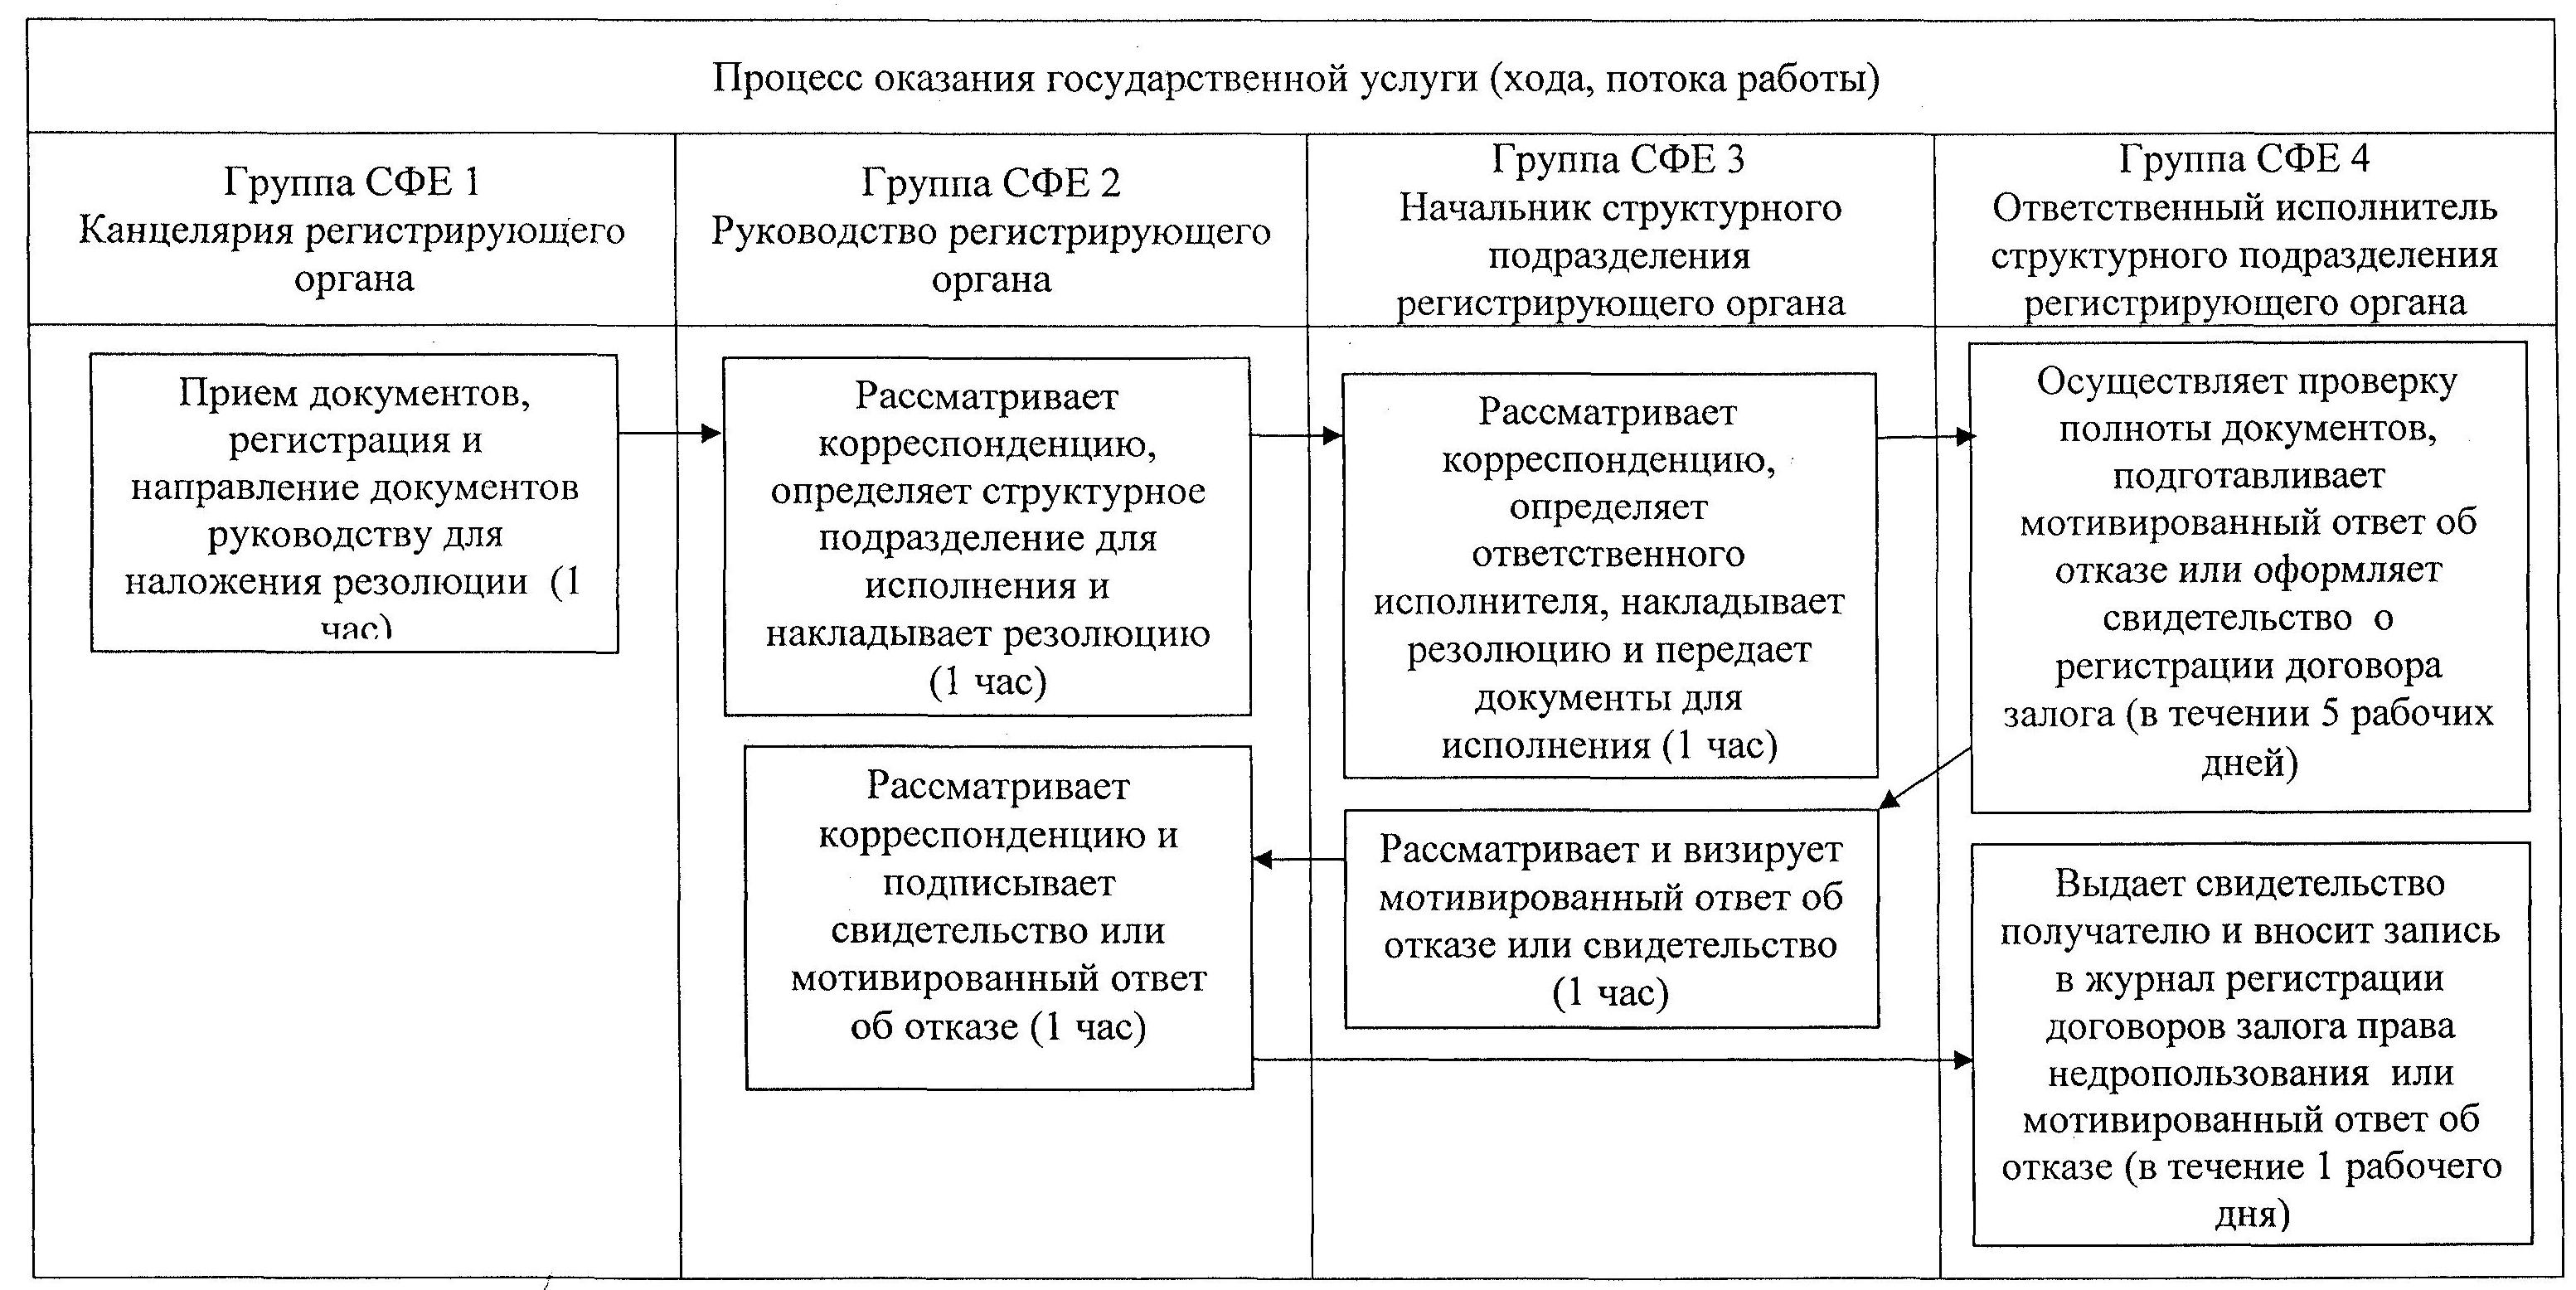 Процесс оказания государственной услуги (хода, потока работы)
Группа СФЕ 1
Канцелярия регистрирующего
органа
Группа СФЕ 2
Руководство регистрирующего
органа
Группа СФЕ 3
Начальник структурного
подразделения
регистрирующего органа
Группа СФЕ 4
Ответственный исполнитель
структурного подразделения
регистрирующего органа
Прием документов,
регистрация и
направление документов
руководству для
наложения резолюции (1
час)
Рассматривает
корреспонденцию,
определяет структурное
подразделение для
исполнения и
накладывает резолюцию
(1 час)
Рассматривает
корреспонденцию,
определяет
ответственного
исполнителя, накладывает
резолюцию и передает
документы для
исполнения (1 час)
Осуществляет проверку
полноты документов,
подготавливает
мотивированный ответ об
отказе или оформляет
свидетельство о
регистрации договора
залога (в течении 5 рабочих
дней)
Рассматривает
корреспонденцию и
подписывает
свидетельство или
мотивированный ответ
об отказе (1 час)
Рассматривает и визирует
мотивированный ответ об
отказе или свидетельство
(1 час)
Выдает свидетельство
получателю и вносит запись
в журнал регистрации
договоров залога права
недропользования или
мотивированный ответ об
отказе (в течение 1 рабочего
дня)